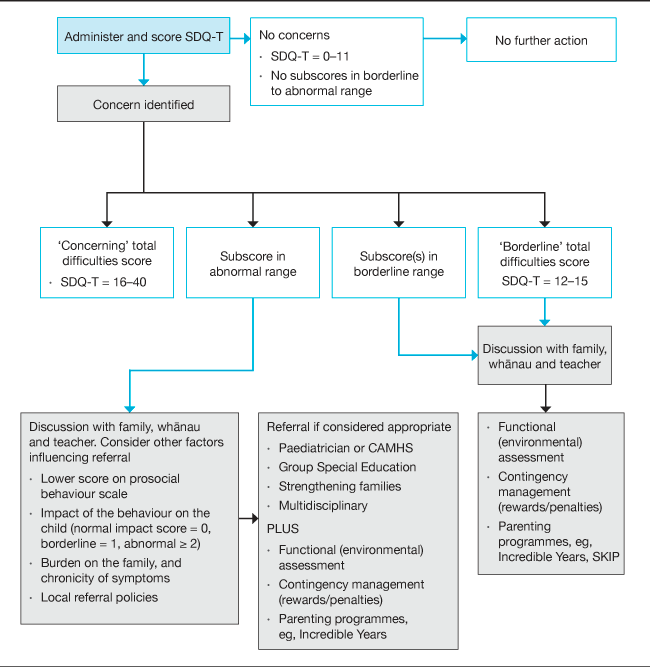 Administer and score SDQ-T
No concerns
· SDQ-T = 0–11
· No subscores in borderline
to abnormal range
No further action
Concern identified
‘Concerning’ total
difficulties score
· SDQ-T = 16–40
Subscore in
abnormal range
Subscore(s) in
borderline range
‘Borderline’ total
difficulties score
SDQ-T = 12–15
Discussion with family,
whānau and teacher
Discussion with family, whānau
and teacher. Consider other factors
influencing referral
· Lower score on prosocial
behaviour scale
· Impact of the behaviour on the
child (normal impact score = 0,
borderline = 1, abnormal ≥ 2)
· Burden on the family, and
chronicity of symptoms
· Local referral policies
Referral if considered appropriate
· Paediatrician or CAMHS
· Group Special Education
· Strengthening families
· Multidisciplinary
PLUS
· Functional (environmental)
assessment
· Contingency management
(rewards/penalties)
· Parenting programmes,
eg, Incredible Years
· Functional
(environmental)
assessment
· Contingency
management
(rewards/penalties)
· Parenting
programmes, eg,
Incredible Years, SKIP